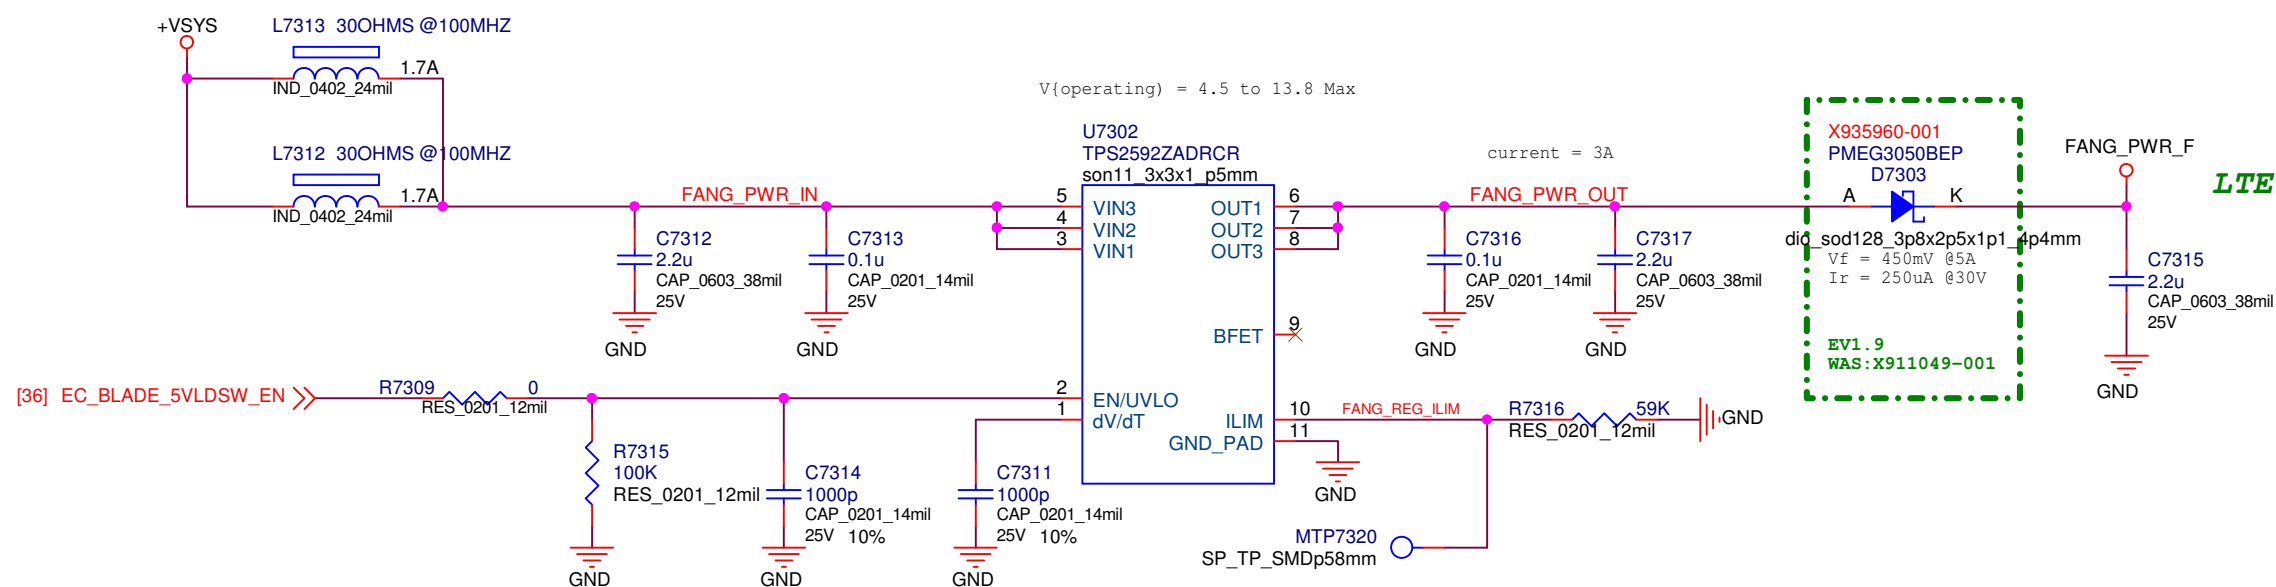 +VSYS
L7313 30OHMS @100MHZ
1.7A
IND_0402_24mil
L7312 30OHMS @100MHZ
1.7A
IND_0402_24mil
V{operating) = 4.5 to 13.8 Max
U7302
TPS2592ZADRCR
son11_3x3x1_p5mm
current = 3A
X935960-001
PMEG3050BEP
D7303
FANG_PWR_F
LTE
FANG_PWR_IN
5
4
3
VIN3
VIN2
VIN1
OUT1
OUT2
OUT3
6
7
8
FANG_PWR_OUT
A
K
dio_sod128_3p8x2p5x1p1_4p4mm
Vf = 450mV @5A
Ir = 250uA @30V
C7312
2.2u
CAP_0603_38mil
25V
GND
C7313
0.1u
CAP_0201_14mil
25V
GND
C7316
0.1u
CAP_0201_14mil
25V
GND
C7317
2.2u
CAP_0603_38mil
25V
GND
C7315
2.2u
CAP_0603_38mil
25V
GND
BFET
9
EV1.9
WAS:X911049-001
[36] EC_BLADE_5VLDSW_EN
R7309
0
RES_0201_12mil
2
1
EN/UVLO
dV/dT
ILIM
GND_PAD
10
11
FANG_REG_ILIM
R7316
59K
RES_0201_12mil
GND
GND
R7315
100K
RES_0201_12mil
GND
C7314
1000p
CAP_0201_14mil
25V 10%
GND
C7311
1000p
CAP_0201_14mil
25V 10%
GND
MTP7320
SP_TP_SMDp58mm